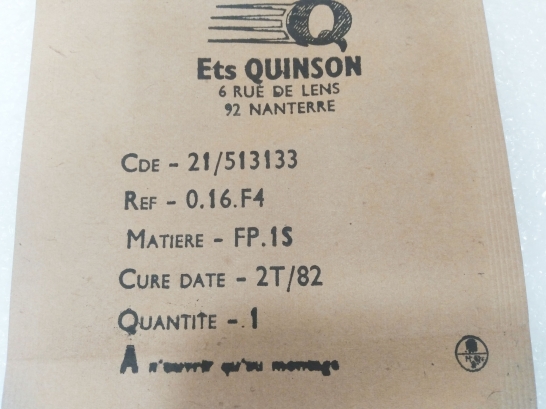 Q
Ets QUINSON
6 RUE DE LENS
92 NANTERRE
CDE - 21/513133
REF - 0.16.F4
MATIERE - FP.1S
CURE DATE - 2T/82
QUANTITE - 1
A n'ouvrir qu'au montage